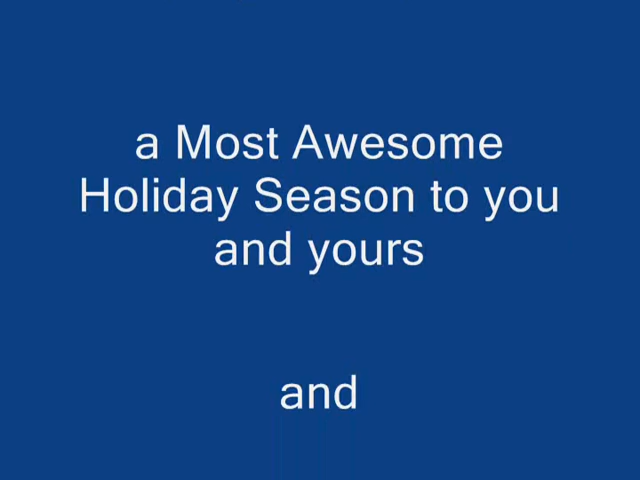 a Most Awesome
Holiday Season to you
and yours
and